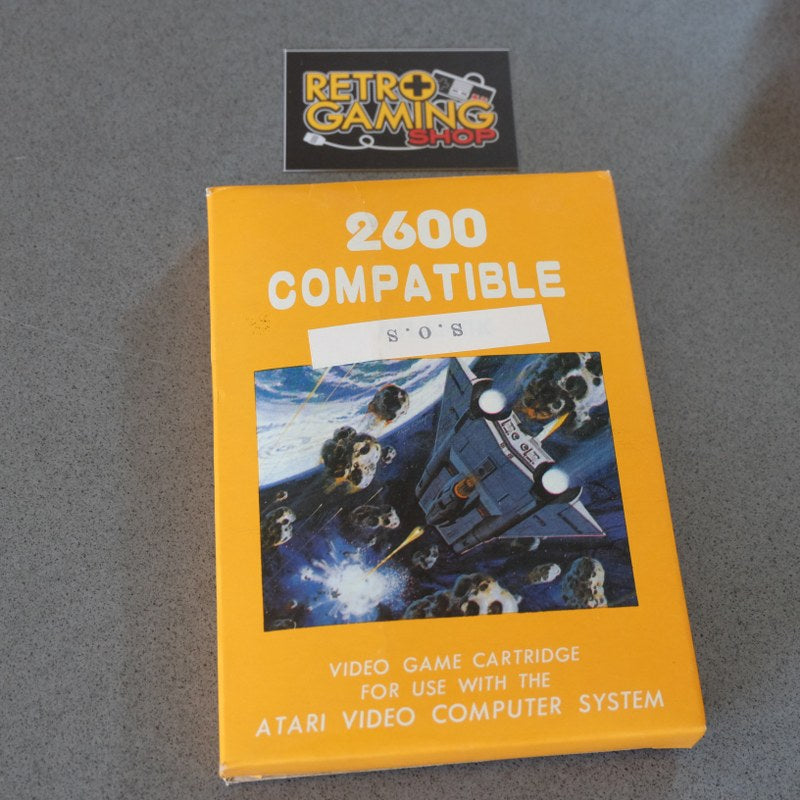 RETRO
GAMING
SHOP
2600
COMPATIBLE
S.O.S
VIDEO GAME CARTRIDGE
FOR USE WITH THE
ATARI VIDEO COMPUTER SYSTEM